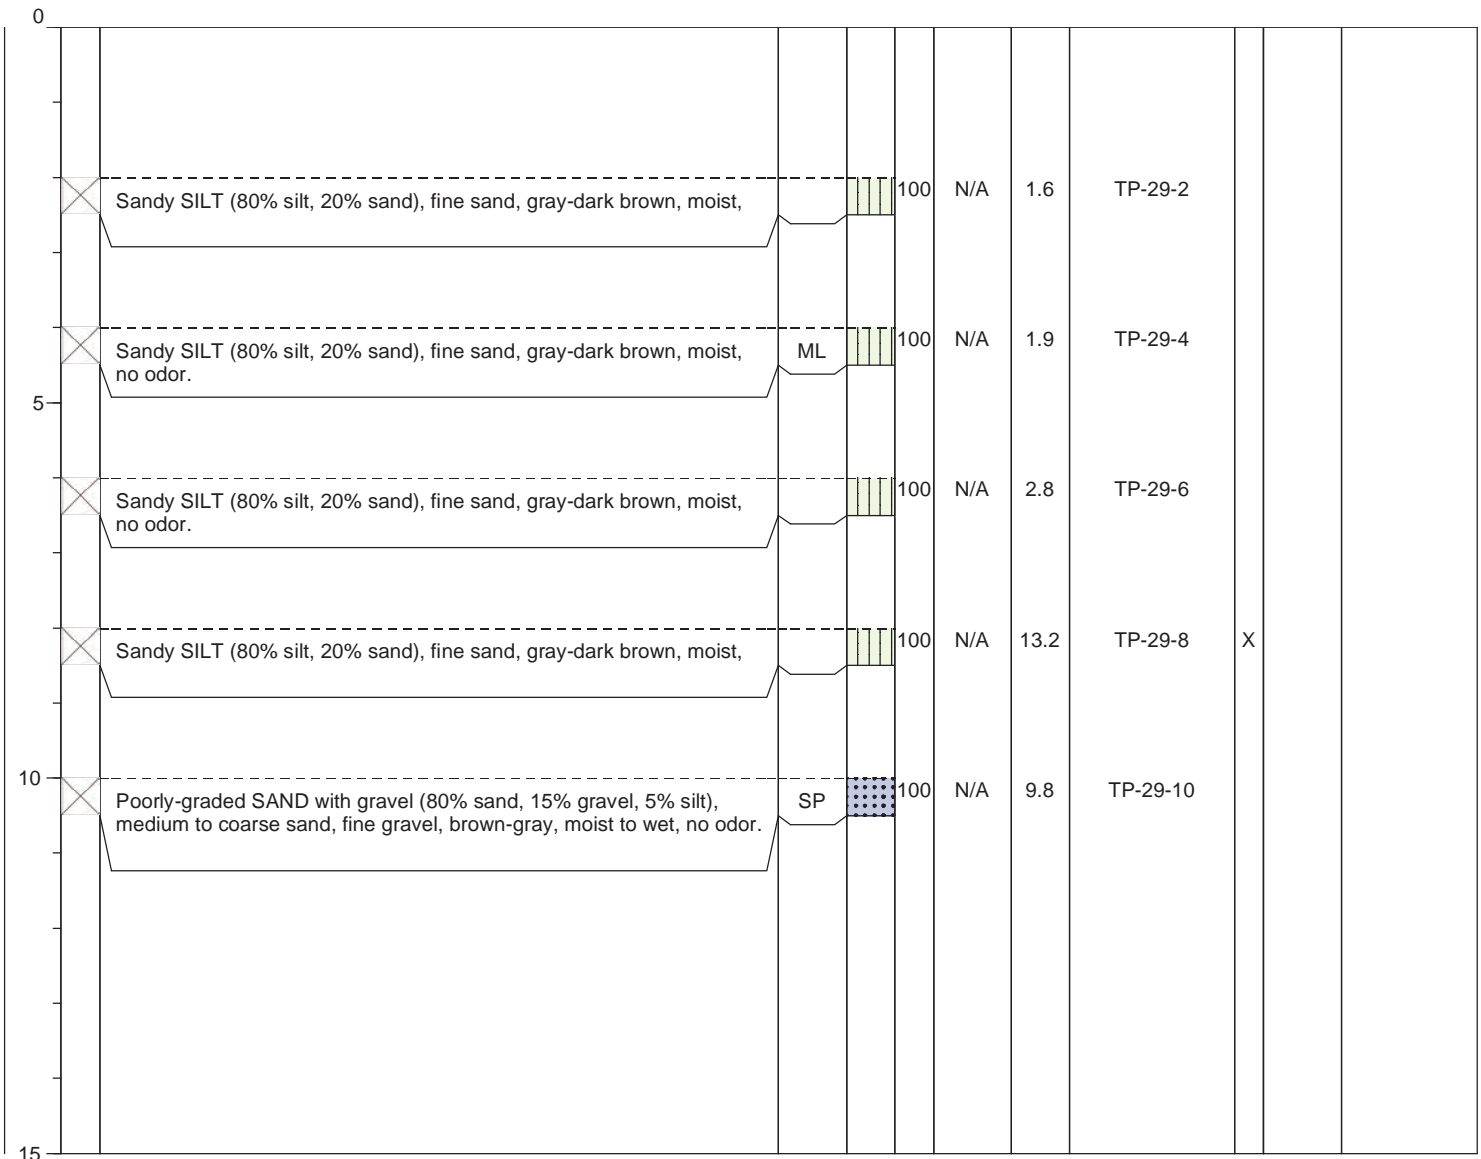 0
Sandy SILT (80% silt, 20% sand), fine sand, gray-dark brown, moist, 100 N/A 1.6 TP-29-2
Sandy SILT (80% silt, 20% sand), fine sand, gray-dark brown, moist, ML 100 N/A 1.9 TP-29-4
no odor.
5
Sandy SILT (80% silt, 20% sand), fine sand, gray-dark brown, moist, 100 N/A 2.8 TP-29-6
no odor.
Sandy SILT (80% silt, 20% sand), fine sand, gray-dark brown, moist, 100 N/A 13.2 TP-29-8 X
10
Poorly-graded SAND with gravel (80% sand, 15% gravel, 5% silt), SP 100 N/A 9.8 TP-29-10
medium to coarse sand, fine gravel, brown-gray, moist to wet, no odor.
15